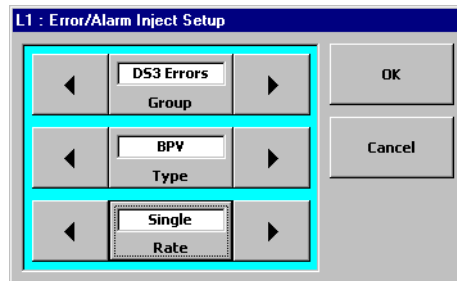 L1 : Error/Alarm Inject Setup
DS3 Errors
Group
OK
BPV
Type
Cancel
Single
Rate